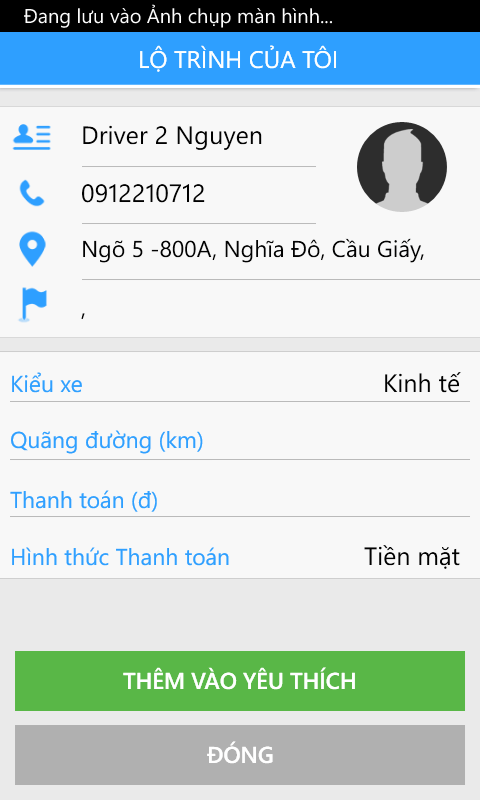 Đang lưu vào Ảnh chụp màn hình...
LỘ TRÌNH CỦA TÔI
Driver 2 Nguyen
0912210712
Ngõ 5 -800A, Nghĩa Đô, Cầu Giấy,
,
Kiểu xe Kinh tế
Quãng đường (km)
Thanh toán (đ)
Hình thức Thanh toán Tiền mặt
THÊM VÀO YÊU THÍCH
ĐÓNG